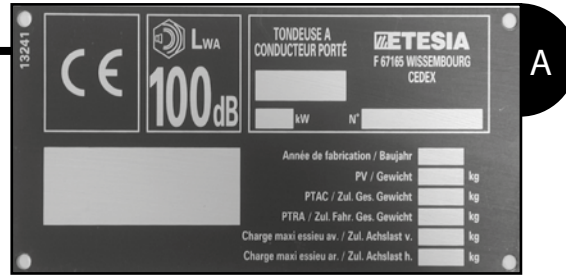 13241
CE
LWA
100dB
TONDEUSE A
CONDUCTEUR PORTÉ
kW
N°
ETESIA
F 67165 WISSEMBOURG
CEDEX
A
Année de fabrication / Baujahr
PV / Gewicht kg
PTAC / Zul. Ges. Gewicht kg
PTRA / Zul. Fahr. Ges. Gewicht kg
Charge maxi essieu av. / Zul. Achslast v. kg
Charge maxi essieu ar. / Zul. Achslast h. kg